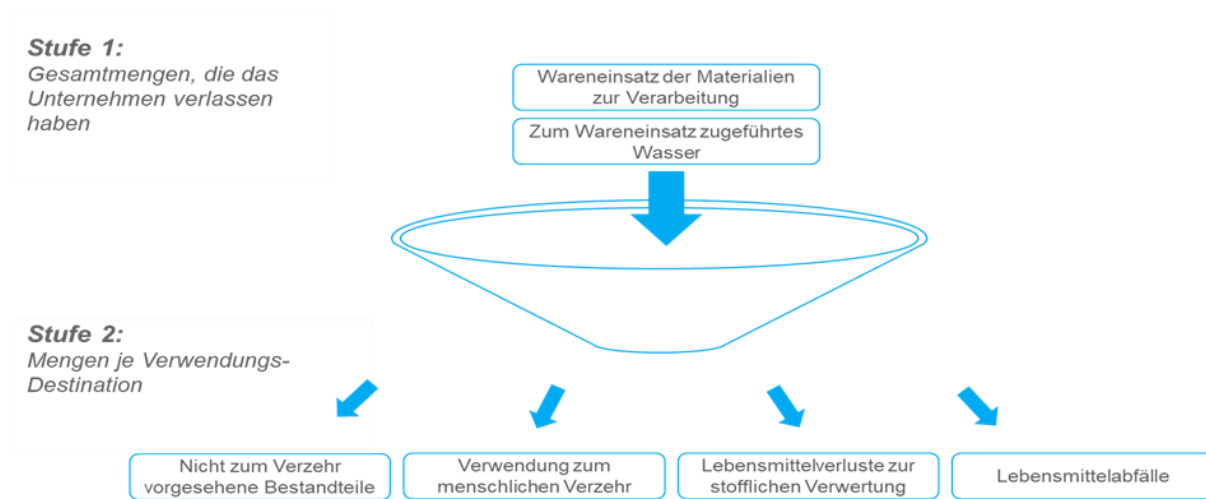 Stufe 1:
Gesamtmengen, die das
Unternehmen verlassen
haben
Wareneinsatz der Materialien
zur Verarbeitung
Zum Wareneinsatz zugeführtes
Wasser
Stufe 2:
Mengen je Verwendungs-
Destination
Nicht zum Verzehr
vorgesehene Bestandteile
Verwendung zum
menschlichen Verzehr
Lebensmittelverluste zur
stofflichen Verwertung
Lebensmittelabfälle